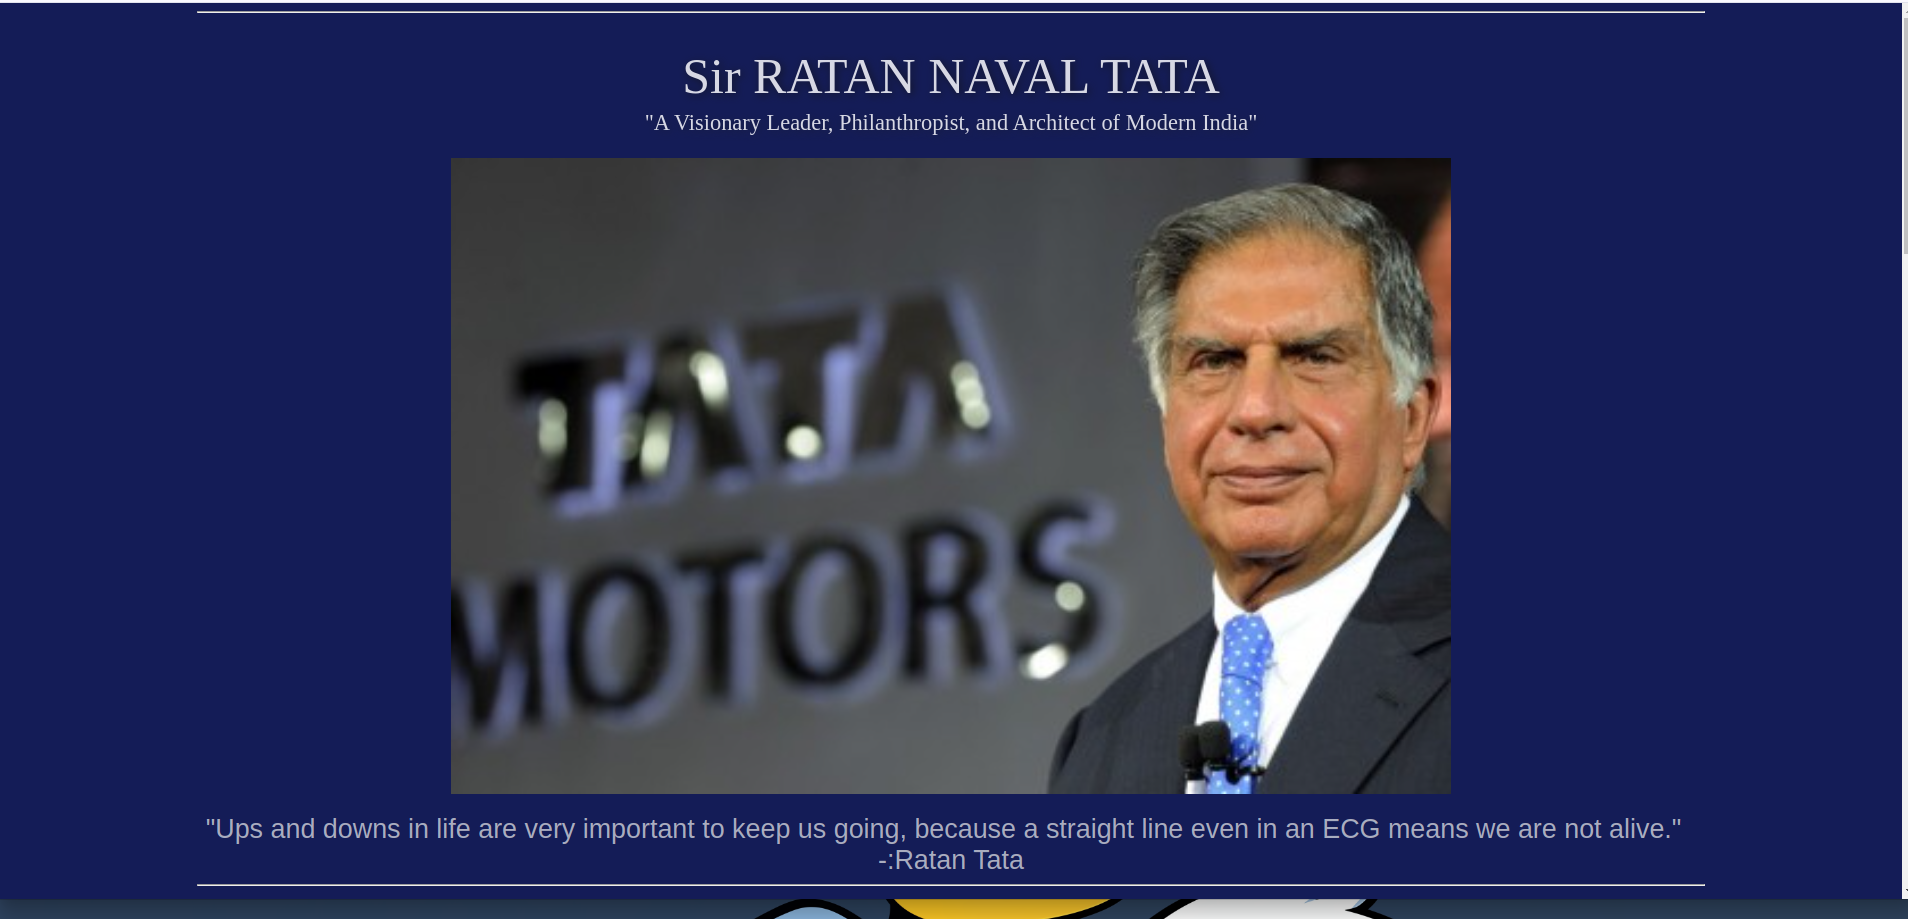 Sir RATAN NAVAL TATA
"A Visionary Leader, Philanthropist, and Architect of Modern India"
TATA
MOTORS
"Ups and downs in life are very important to keep us going, because a straight line even in an ECG means we are not alive."
-:Ratan Tata